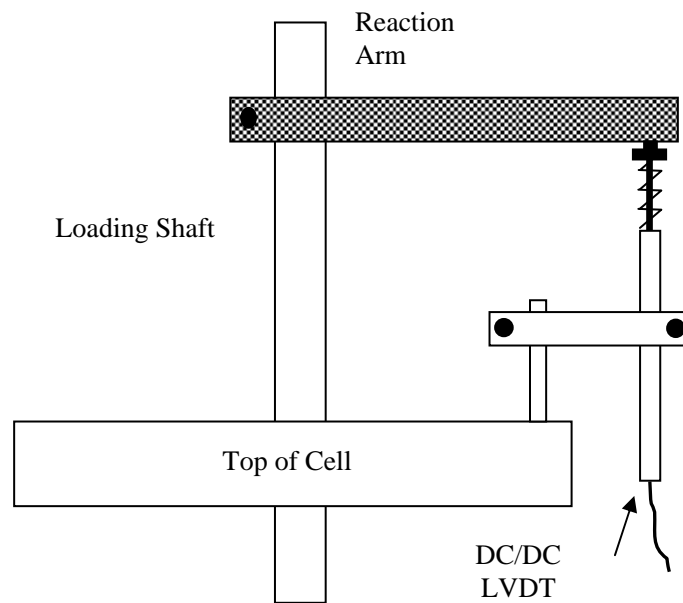 Reaction
Arm
Loading Shaft
Top of Cell
DC/DC
LVDT